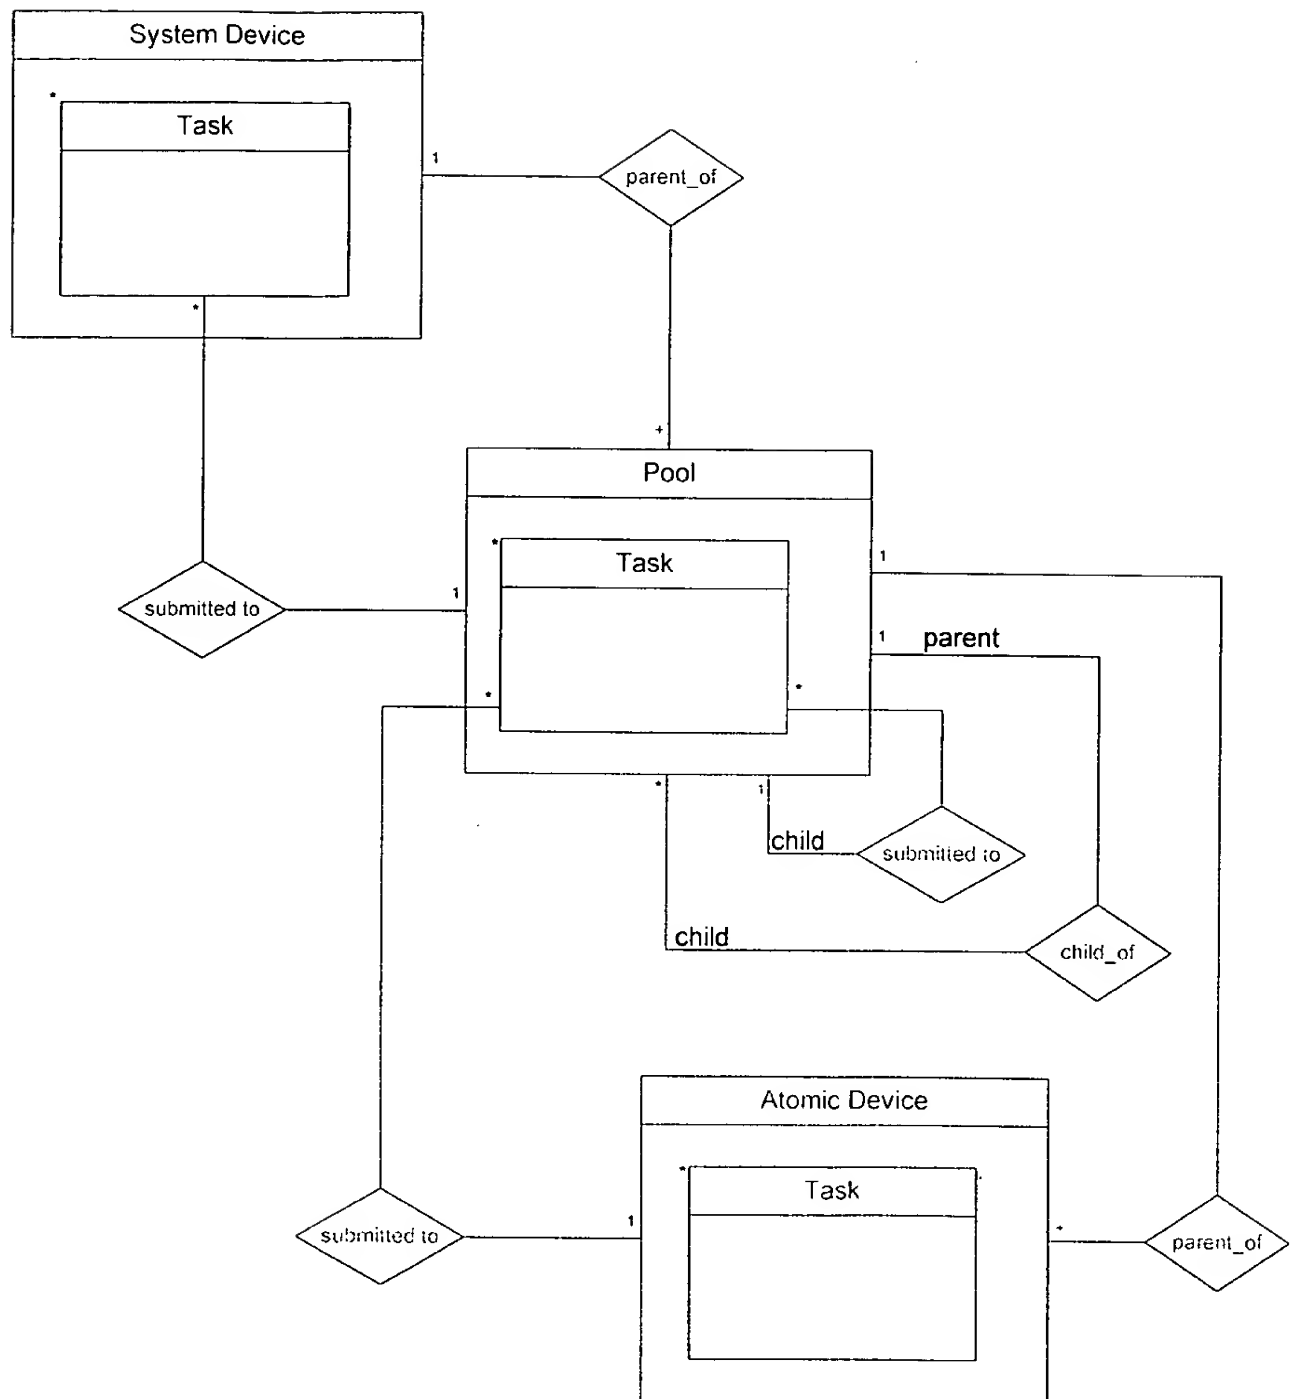 System Device
*
Task
1
parent_of
*
+
Pool
*
Task
1
submitted to
1
1
parent
*
*
*
1
child
submitted to
child
child_of
Atomic Device
*
Task
1
submitted to
+
parent_of